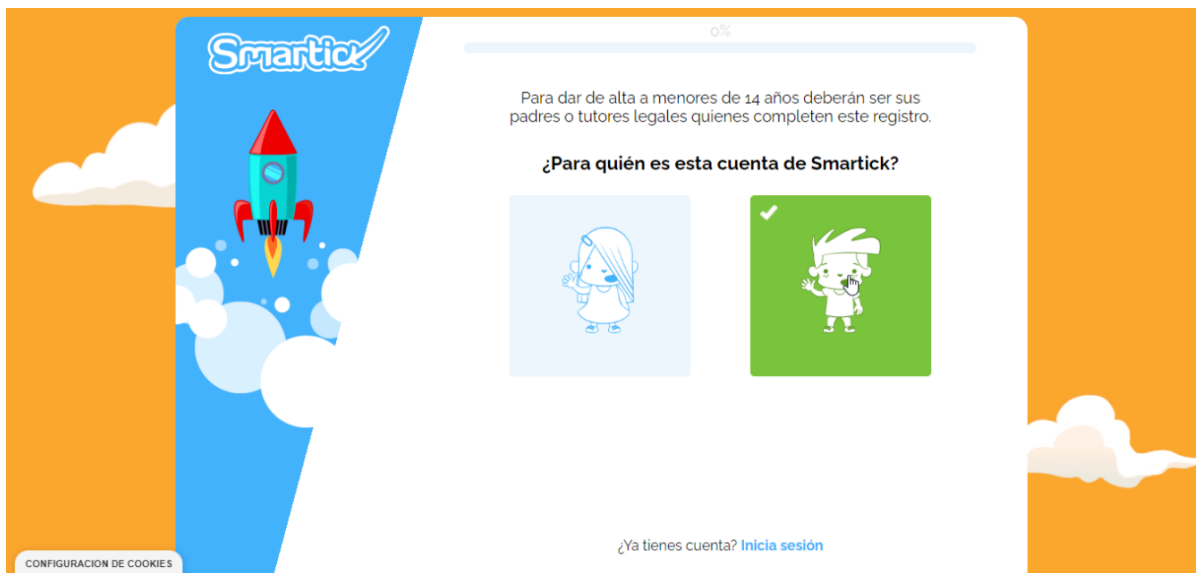 Smartick
0%
Para dar de alta a menores de 14 años deberán ser sus
padres o tutores legales quienes completen este registro.
¿Para quién es esta cuenta de Smartick?
¿Ya tienes cuenta? Inicia sesión
CONFIGURACION DE COOKIES